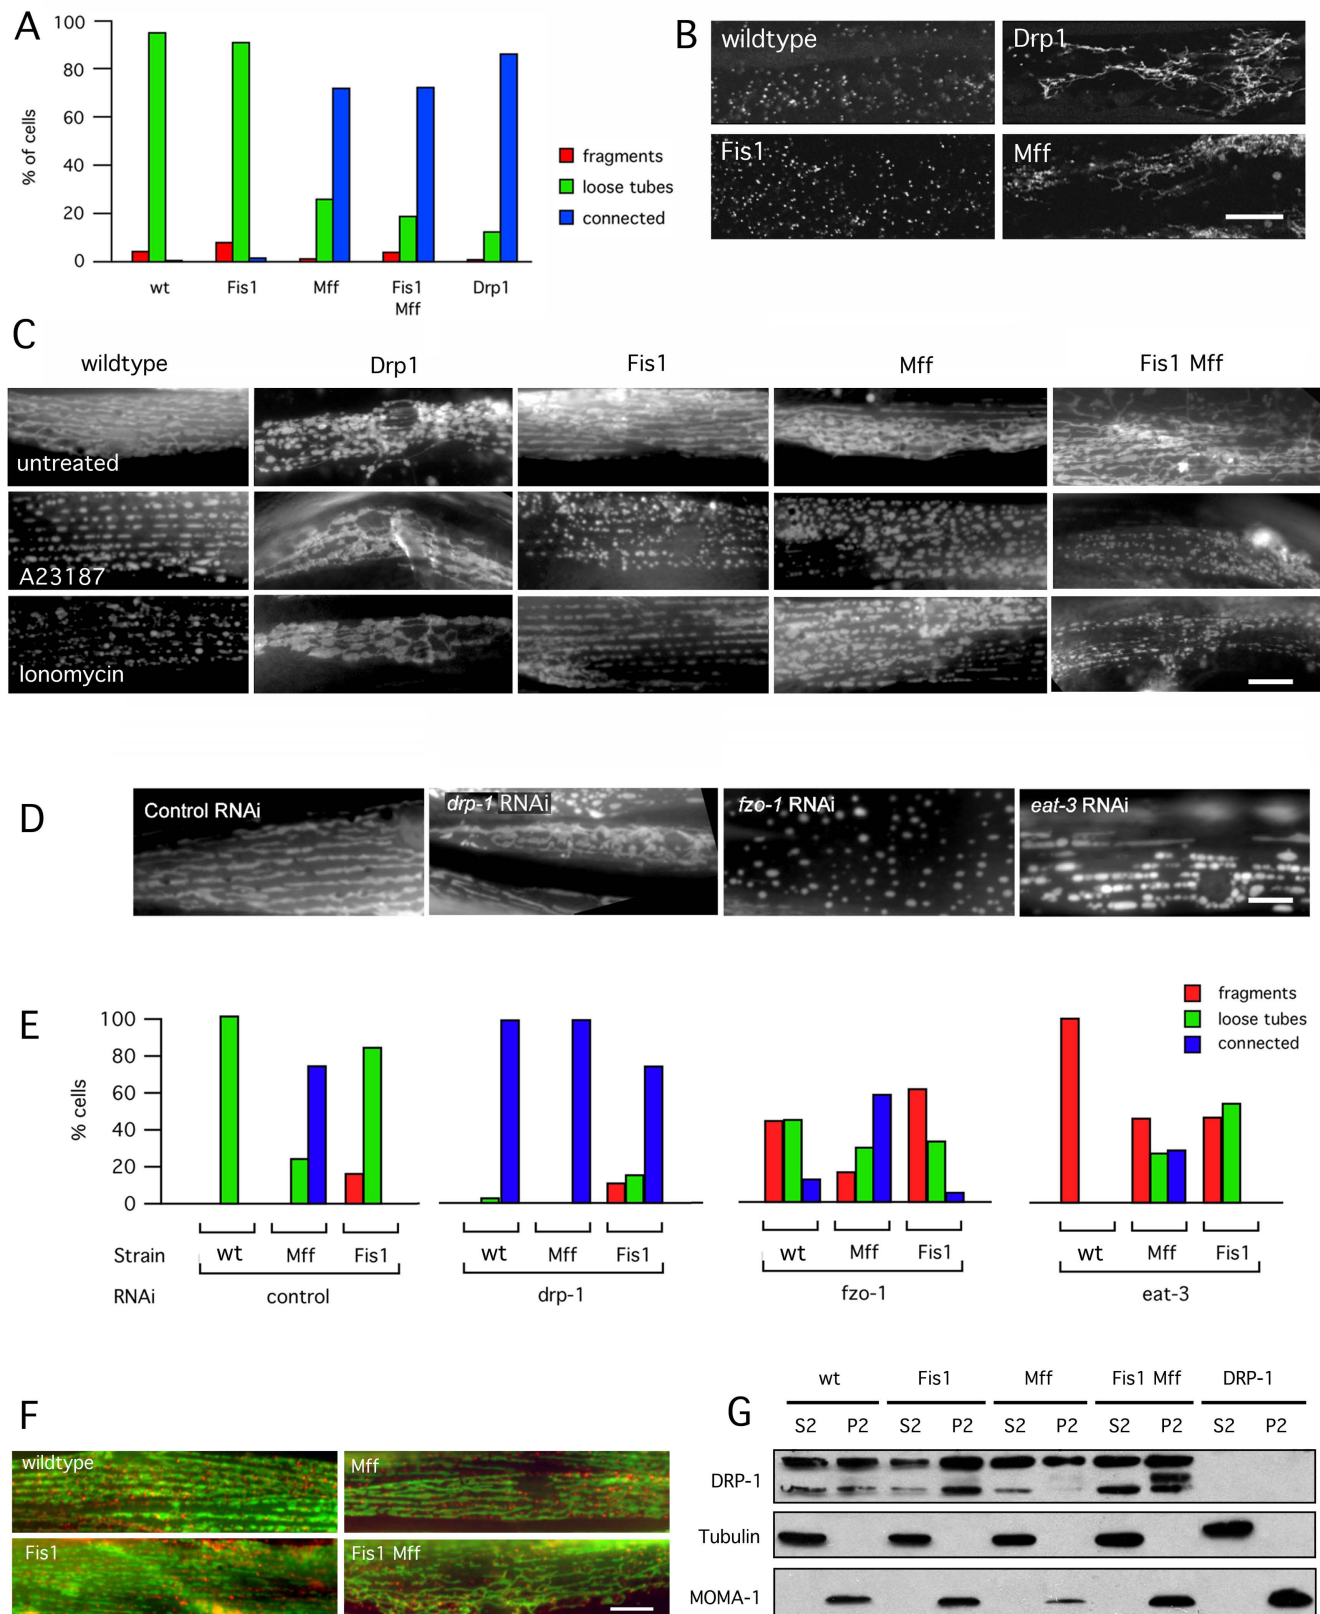 A
100
80
60
40
20
0
% of cells
wt
Fis1
Mff
Fis1
Mff
Drp1
fragments
loose tubes
connected
B
wildtype
Drp1
Fis1
Mff
C
wildtype
Drp1
Fis1
Mff
Fis1 Mff
untreated
A23187
Ionomycin
D
Control RNAi
drp-1 RNAi
fzo-1 RNAi
eat-3 RNAi
E
fragments
loose tubes
connected
100
80
60
40
20
0
% cells
Strain
wt
Mff
Fis1
wt
Mff
Fis1
wt
Mff
Fis1
wt
Mff
Fis1
RNAi
control
drp-1
fzo-1
eat-3
F
wildtype
Mff
Fis1
Fis1 Mff
G
wt
Fis1
Mff
Fis1 Mff
DRP-1
S2 P2 S2 P2 S2 P2 S2 P2 S2 P2
DRP-1
Tubulin
MOMA-1